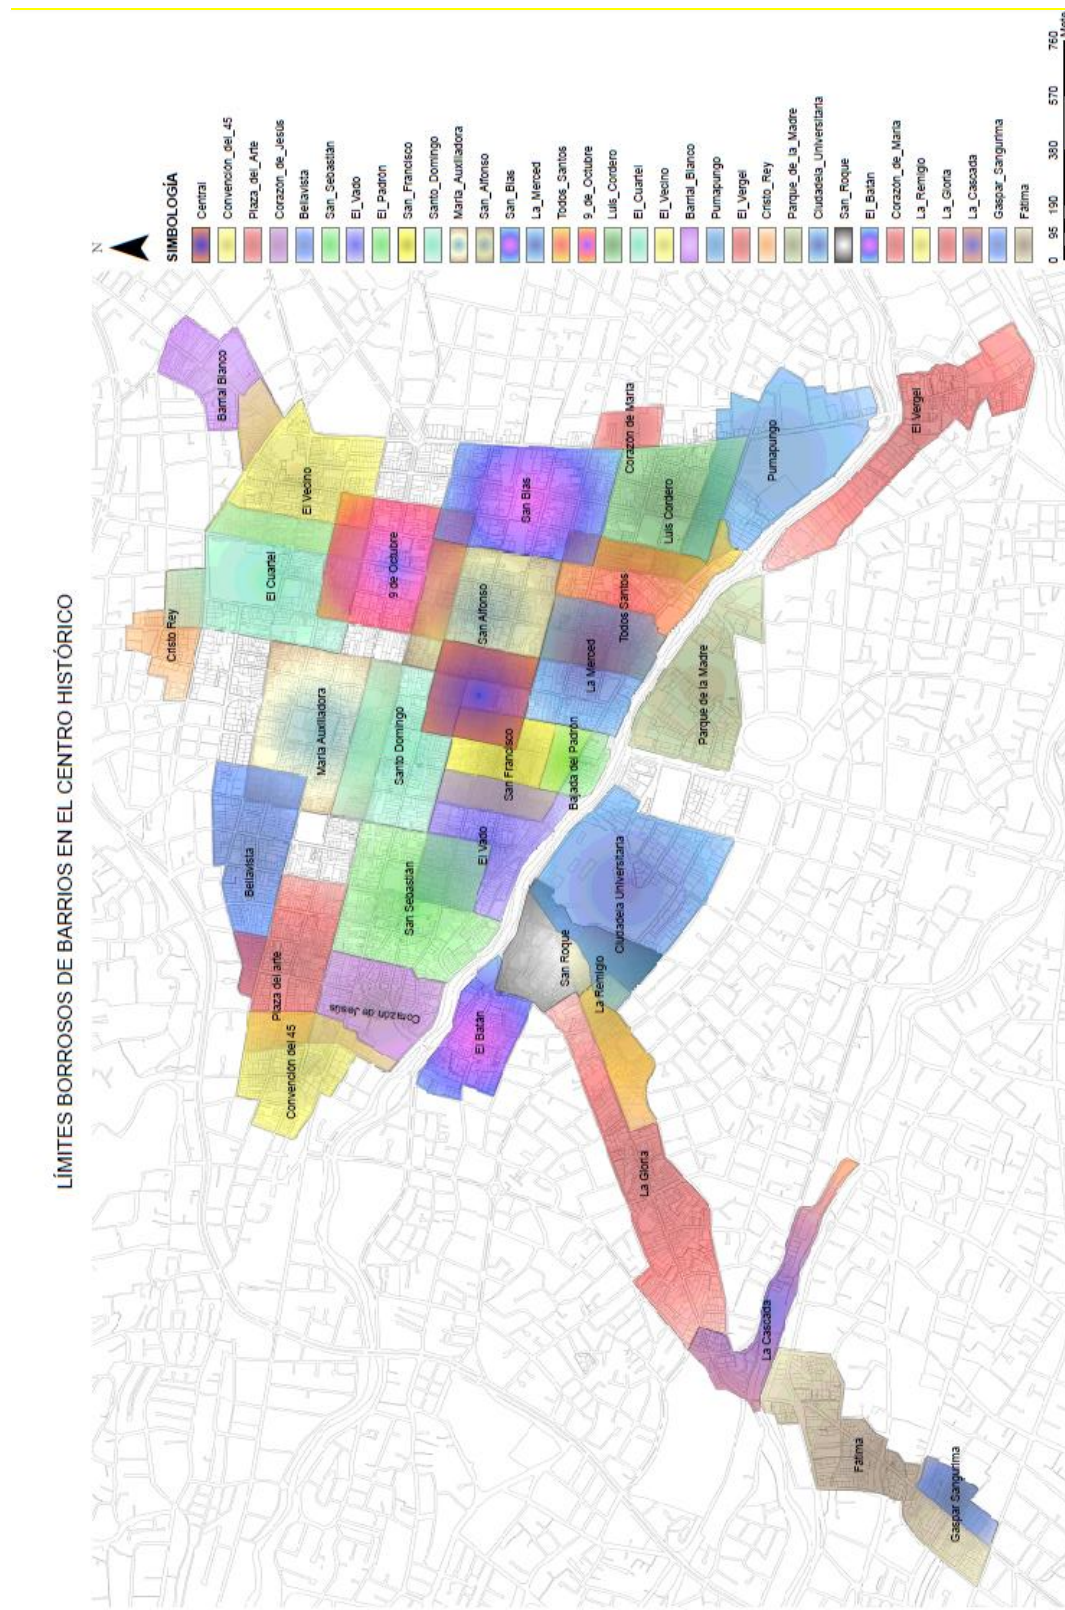 LÍMITES BORROSOS DE BARRIOS EN EL CENTRO HISTÓRICO
N
SIMBOLOGÍA
Central
Convención_del_45
Plaza_del_Arte
Corazón_de_Jesús
Bellavista
San_Sebastián
El_Vado
El_Padrón
San_Francisco
Santo_Domingo
María_Auxiliadora
San_Alfonso
San_Blas
La_Merced
Todos_Santos
9_de_Octubre
Luis_Cordero
El_Cuartel
El_Vecino
Barrial_Blanco
Pumapungo
El_Vergel
Cristo_Rey
Parque_de_la_Madre
Ciudadela_Universitaria
San_Roque
El_Batán
Corazón_de_María
La_Remigio
La_Gloria
La_Cascada
Gaspar_Sangurima
Fátima
0 95 190 380 570 760
Barrial Blanco
El Vecino
Cristo Rey
El Cuartel
9 de Octubre
San Blas
Corazón de María
Luis Cordero
Pumapungo
El Vergel
María Auxiliadora
Santo Domingo
San Alfonso
Todos Santos
La Merced
San Francisco
Bajada del Padrón
Parque de la Madre
Bellavista
San Sebastián
El Vado
Plaza del arte
Corazón de Jesús
Convención del 45
El Batán
San Roque
La Remigio
Ciudadela Universitaria
La Gloria
La Cascada
Fátima
Gaspar Sangurima